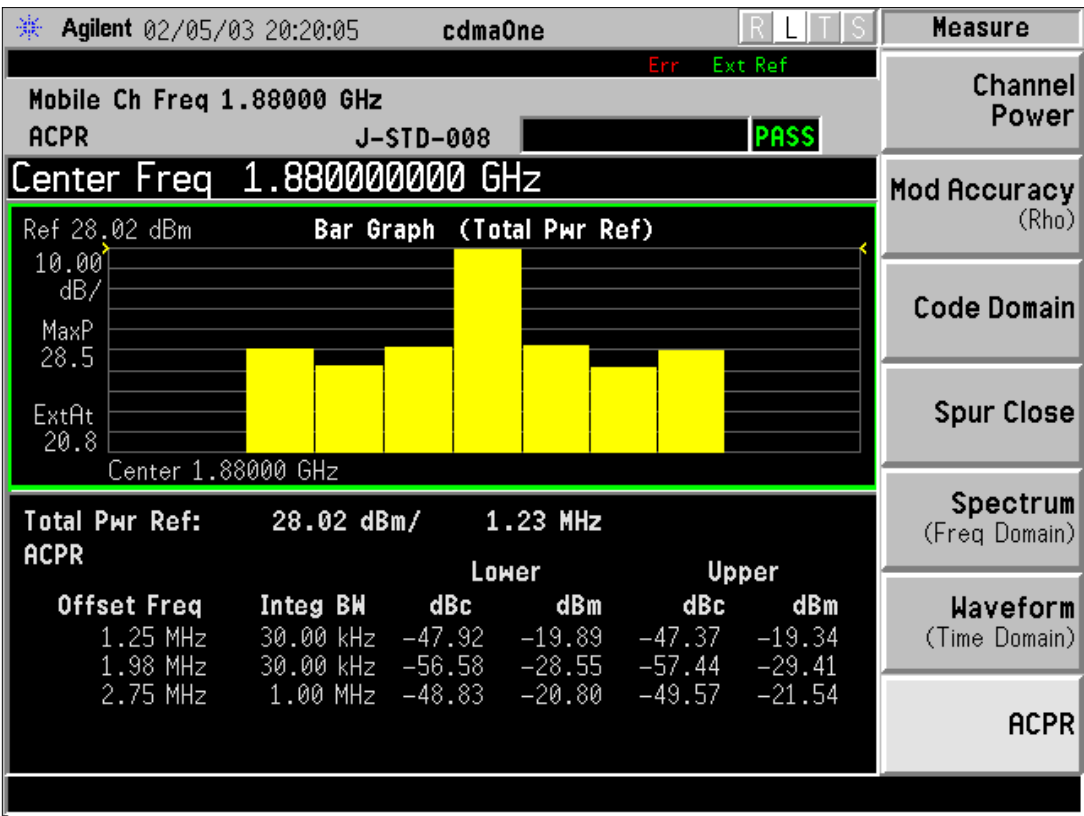 Agilent 02/05/03 20:20:05 cdmaOne R L T S
Measure
Err Ext Ref
Mobile Ch Freq 1.88000 GHz
ACPR J-STD-008 PASS
Center Freq 1.880000000 GHz
Ref 28.02 dBm Bar Graph (Total Pwr Ref)
10.00
dB/
MaxP
28.5
ExtAt
20.8
Center 1.88000 GHz
Total Pwr Ref: 28.02 dBm/ 1.23 MHz
ACPR
Lower Upper
Offset Freq Integ BW dBc dBm dBc dBm
1.25 MHz 30.00 kHz -47.92 -19.89 -47.37 -19.34
1.98 MHz 30.00 kHz -56.58 -28.55 -57.44 -29.41
2.75 MHz 1.00 MHz -48.83 -20.80 -49.57 -21.54
Channel
Power
Mod Accuracy
(Rho)
Code Domain
Spur Close
Spectrum
(Freq Domain)
Waveform
(Time Domain)
ACPR